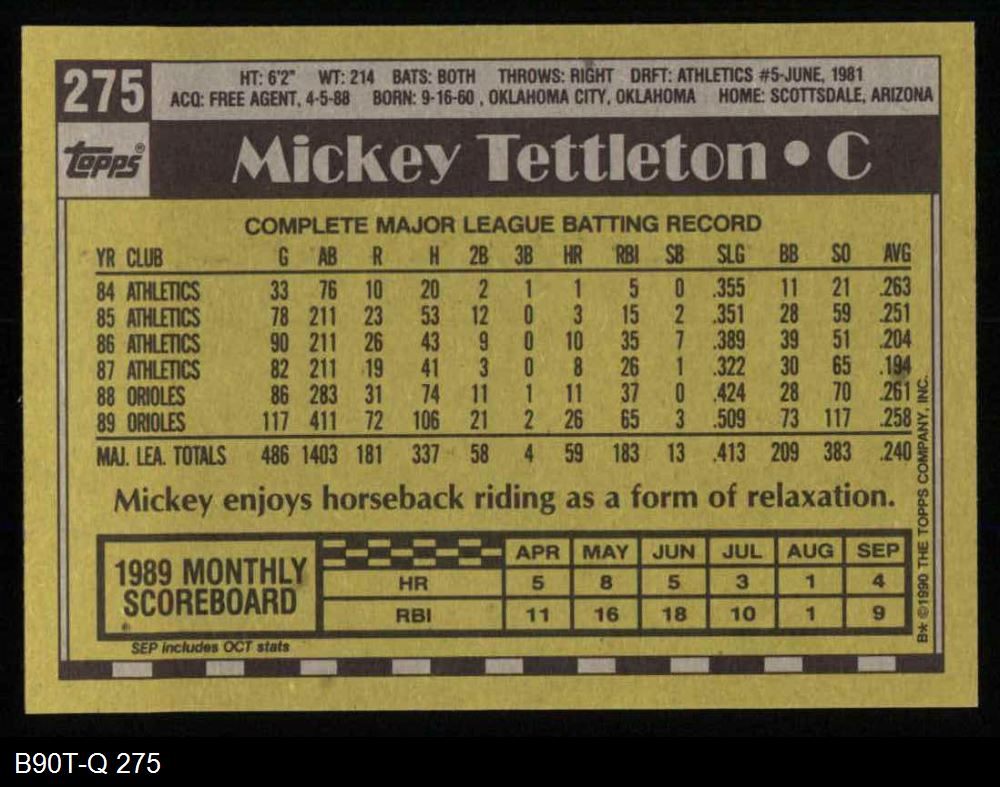 275
HT: 6'2" WT: 214 BATS: BOTH THROWS: RIGHT DRFT: ATHLETICS #5-JUNE, 1981
ACQ: FREE AGENT, 4-5-88 BORN: 9-16-60 , OKLAHOMA CITY, OKLAHOMA HOME: SCOTTSDALE, ARIZONA
topps®
Mickey Tettleton • C
COMPLETE MAJOR LEAGUE BATTING RECORD
YR CLUB G AB R H 2B 3B HR RBI SB SLG BB SO AVG
84 ATHLETICS 33 76 10 20 2 1 1 5 0 .355 11 21 .263
85 ATHLETICS 78 211 23 53 12 0 3 15 2 .351 28 59 .251
86 ATHLETICS 90 211 26 43 9 0 10 35 7 .389 39 51 .204
87 ATHLETICS 82 211 19 41 3 0 8 26 1 .322 30 65 .194
88 ORIOLES 86 283 31 74 11 1 11 37 0 .424 28 70 .261
89 ORIOLES 117 411 72 106 21 2 26 65 3 .509 73 117 .258
MAJ. LEA. TOTALS 486 1403 181 337 58 4 59 183 13 .413 209 383 .240
Mickey enjoys horseback riding as a form of relaxation.
1989 MONTHLY
SCOREBOARD
APR MAY JUN JUL AUG SEP
HR 5 8 5 3 1 4
RBI 11 16 18 10 1 9
SEP includes OCT stats
B* ©1990 THE TOPPS COMPANY, INC.
B90T-Q 275